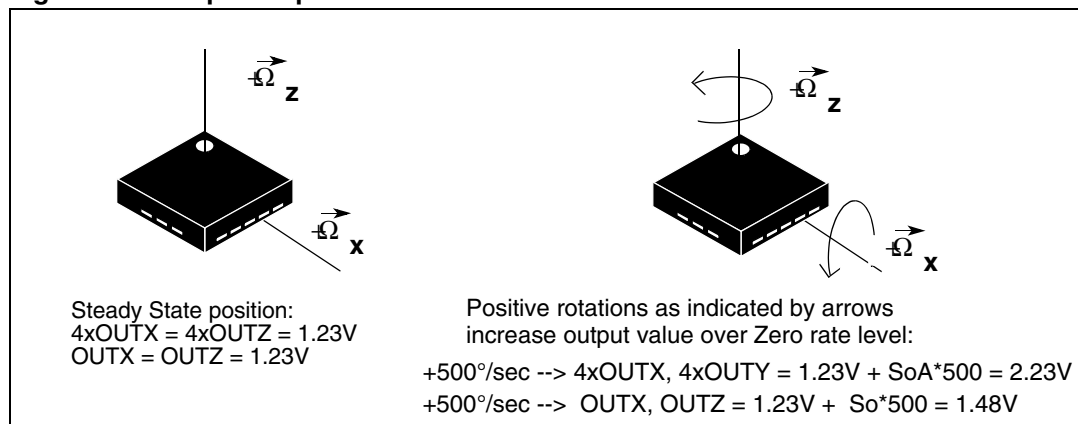 +Ω
z
+Ω
x
Steady State position:
4xOUTX = 4xOUTZ = 1.23V
OUTX = OUTZ = 1.23V
+Ω
z
+Ω
x
Positive rotations as indicated by arrows
increase output value over Zero rate level:
+500°/sec --> 4xOUTX, 4xOUTY = 1.23V + SoA*500 = 2.23V
+500°/sec --> OUTX, OUTZ = 1.23V + So*500 = 1.48V